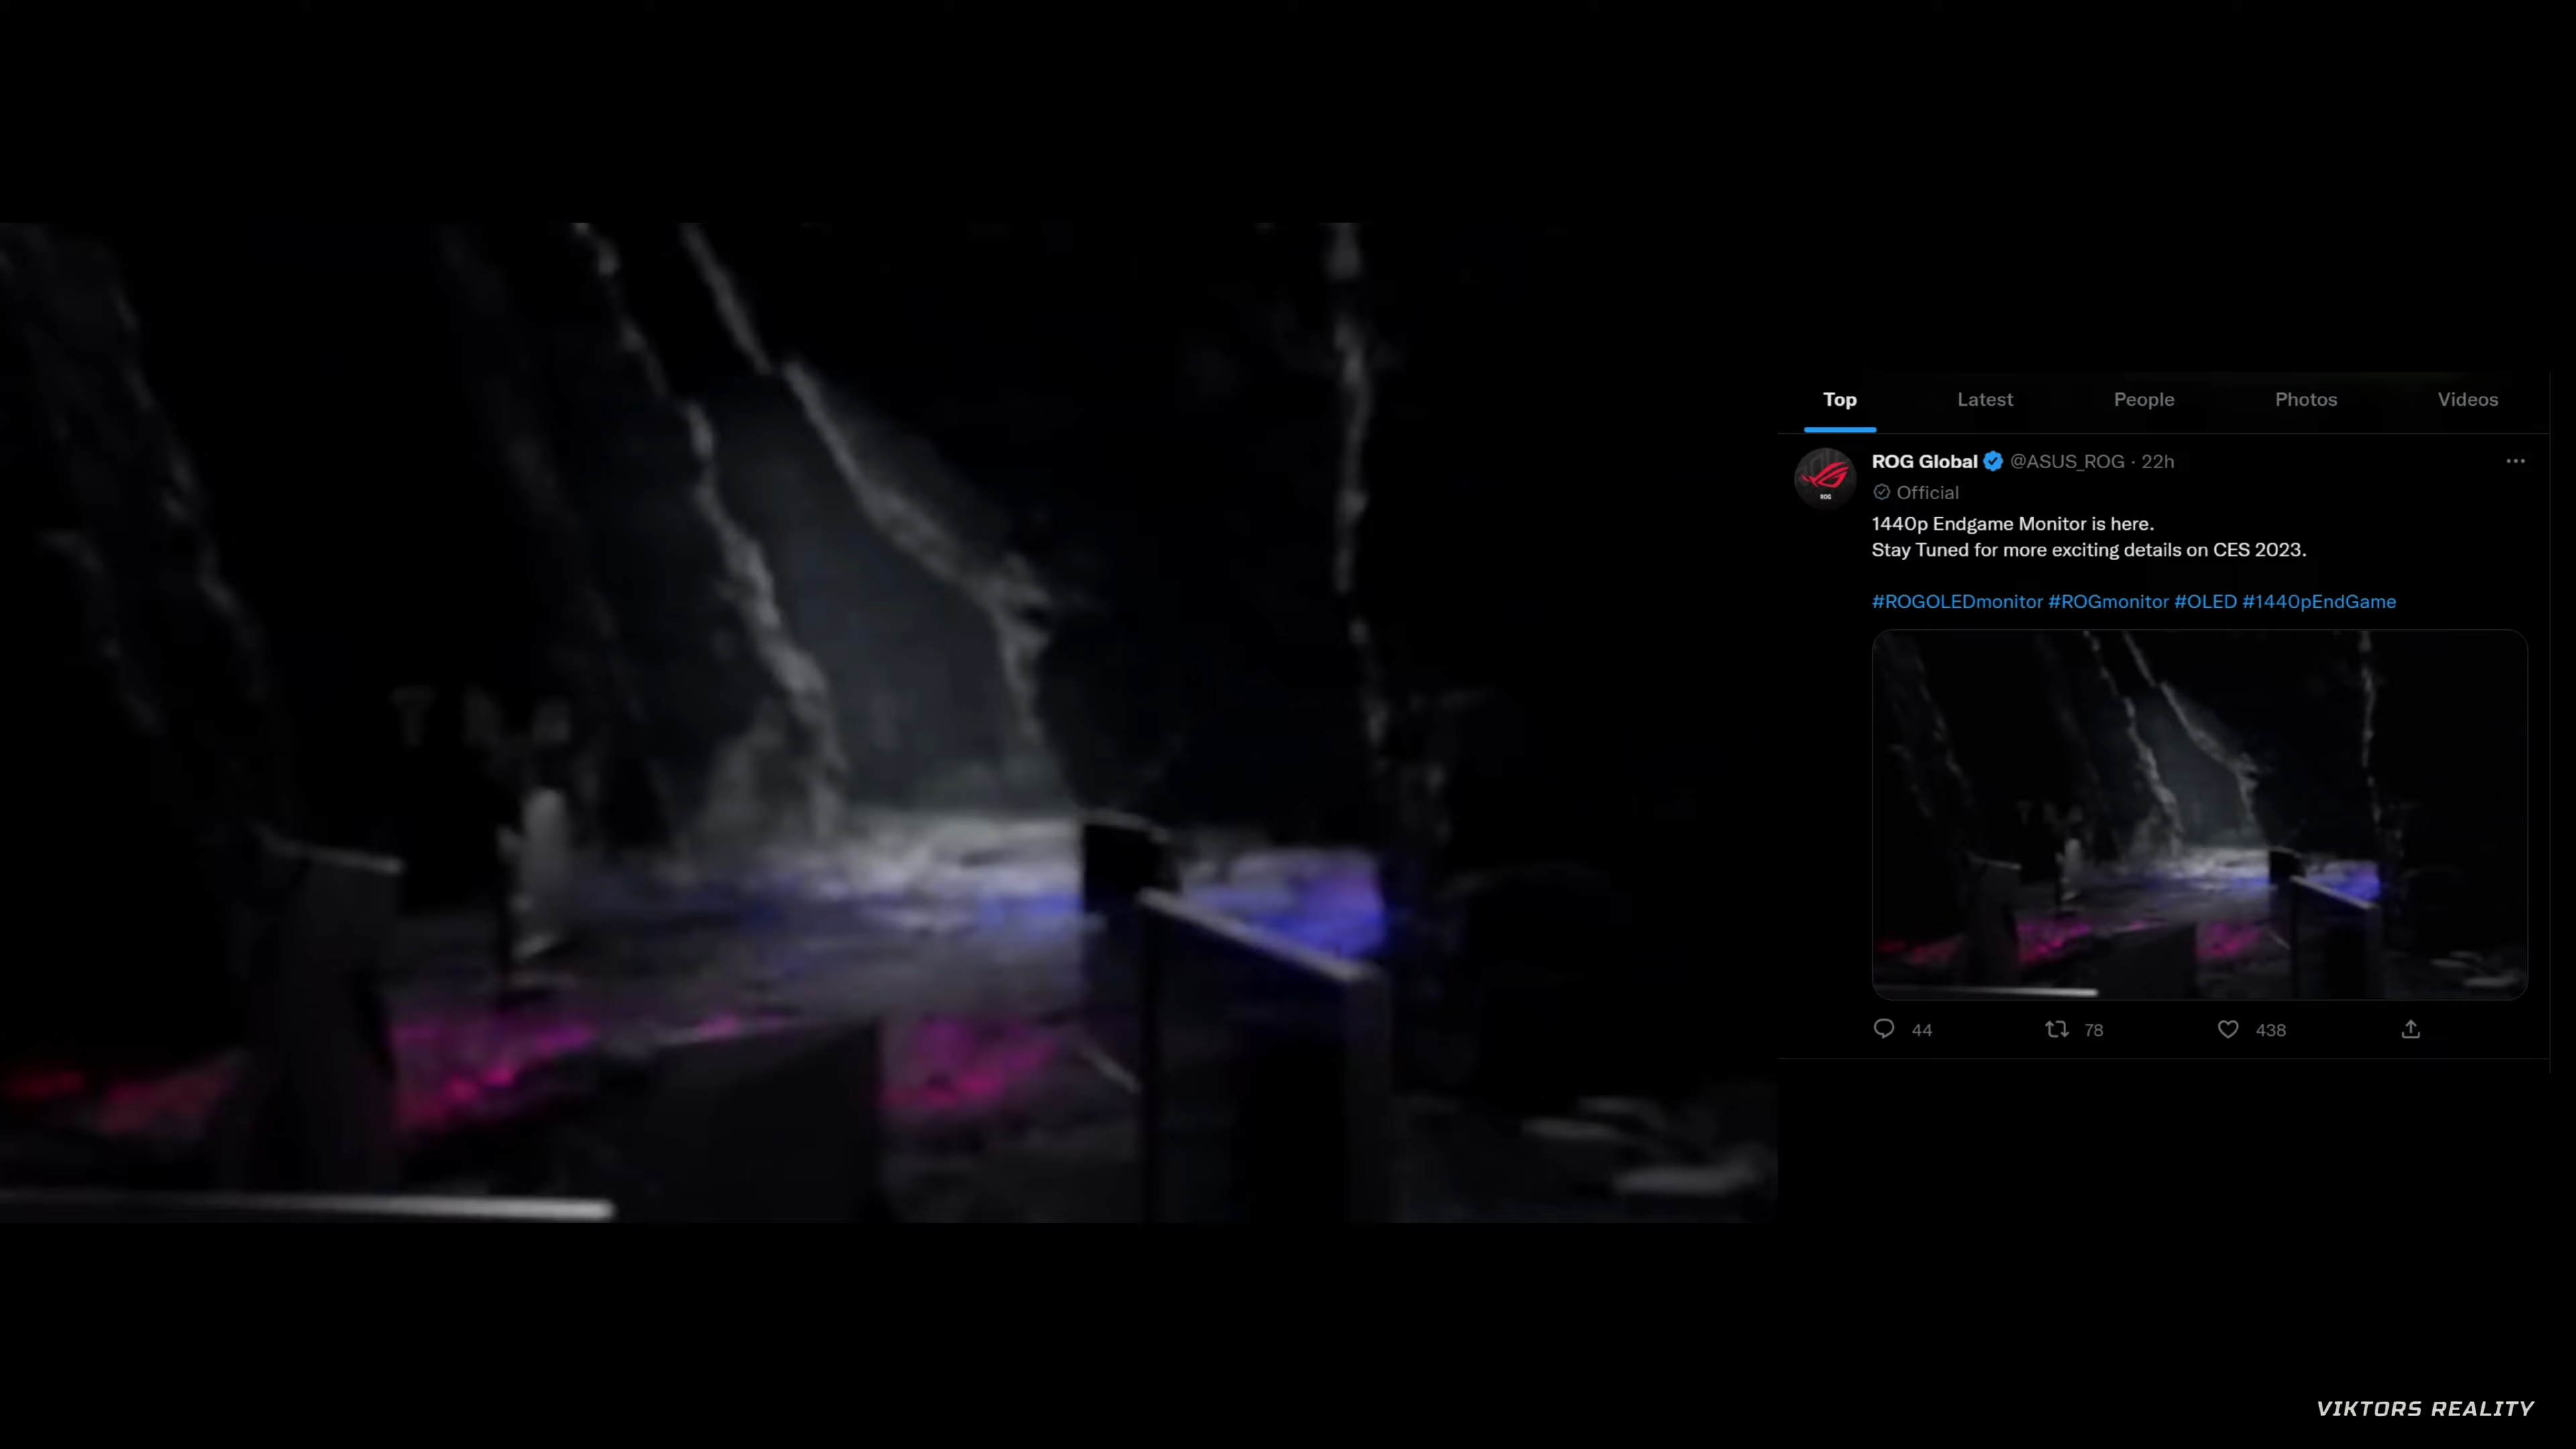 Top
Latest
People
Photos
Videos
ROG Global @ASUS_ROG · 22h
Official
1440p Endgame Monitor is here.
Stay Tuned for more exciting details on CES 2023.
#ROGOLEDmonitor #ROGmonitor #OLED #1440pEndGame
ROG
44
78
438
VIKTORS REALITY